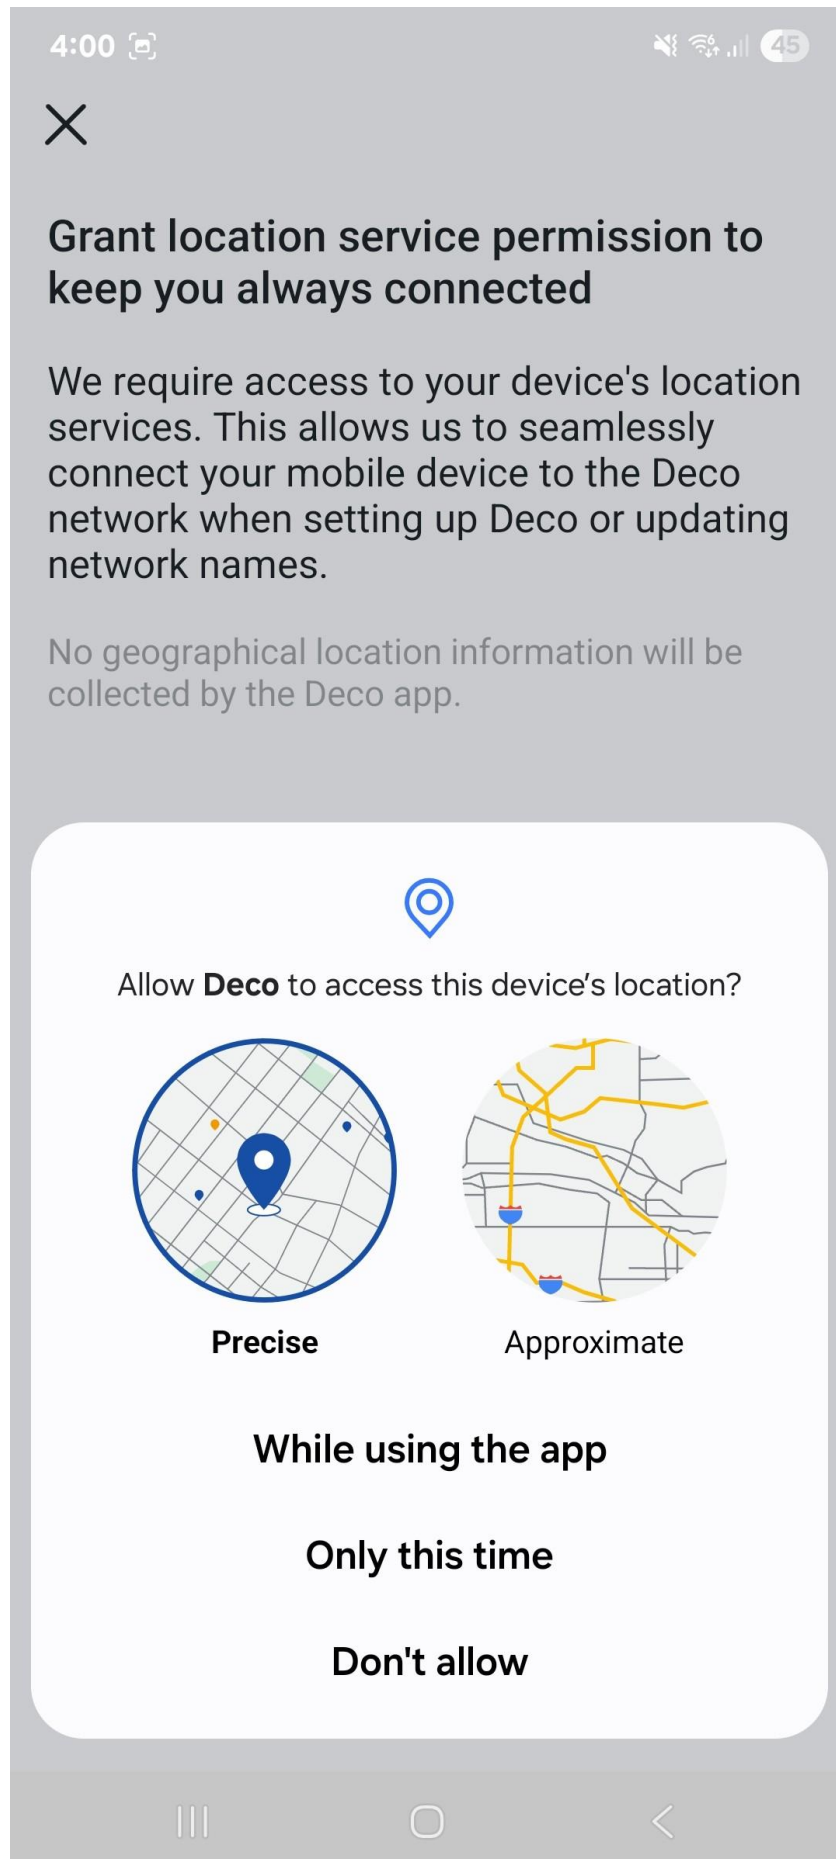 4:00
6
45
Grant location service permission to
keep you always connected
We require access to your device's location
services. This allows us to seamlessly
connect your mobile device to the Deco
network when setting up Deco or updating
network names.
No geographical location information will be
collected by the Deco app.
Allow Deco to access this device's location?
Precise
Approximate
While using the app
Only this time
Don't allow